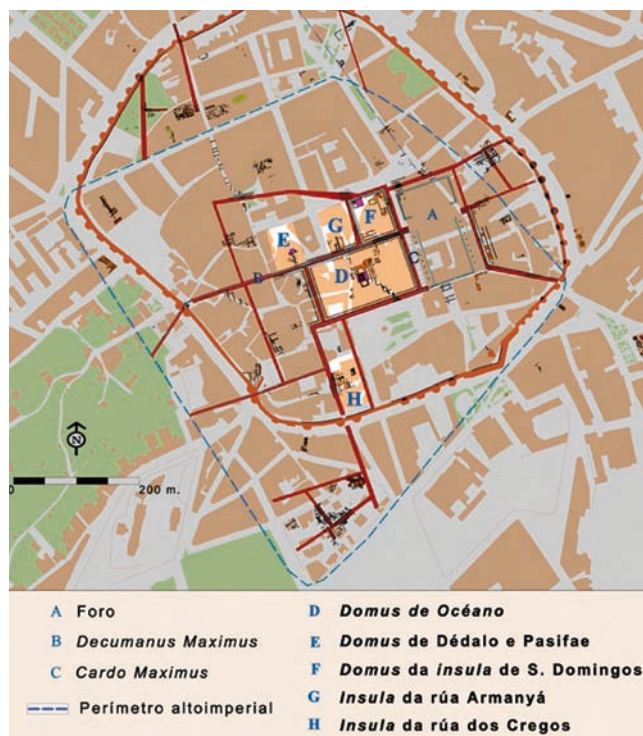 F
G
A
E
D
C
B
H
N
0
200 m.
A Foro
B Decumanus Maximus
C Cardo Maximus
Perímetro altoimperial
D Domus de Océano
E Domus de Dédalo e Pasifae
F Domus da insula de S. Domingos
G Insula da rúa Armanyá
H Insula da rúa dos Cregos